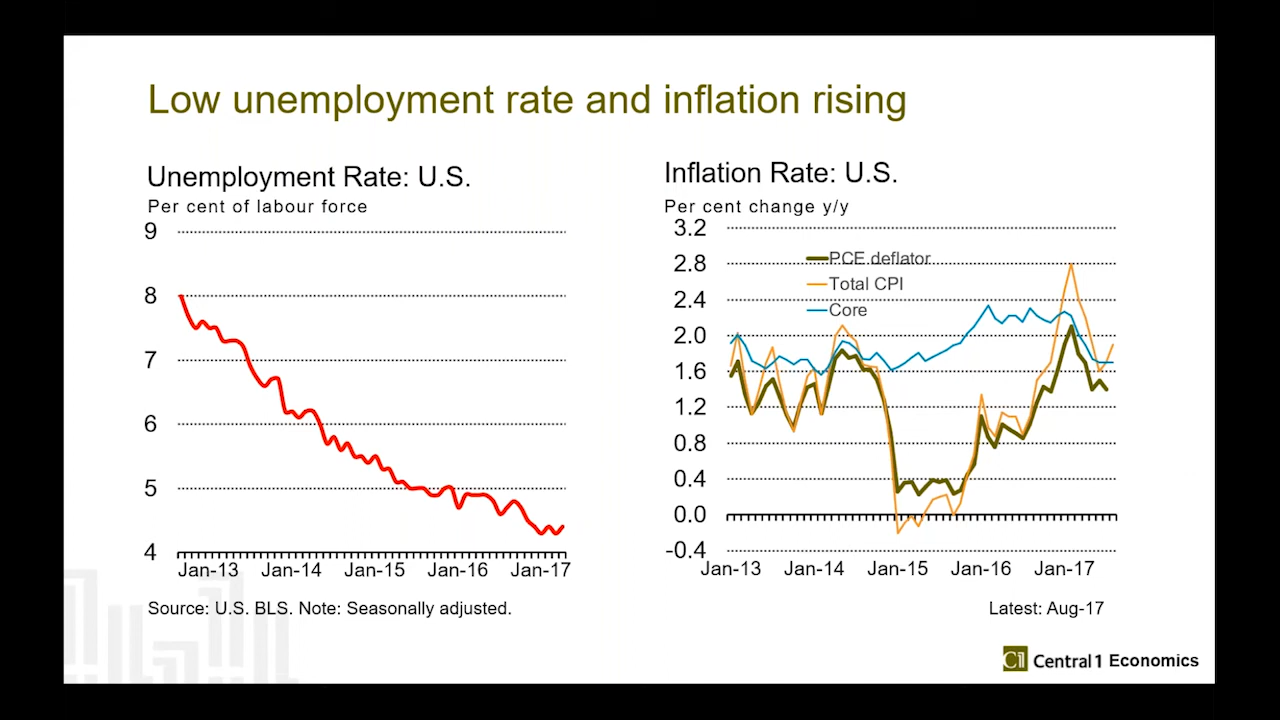 Low unemployment rate and inflation rising
Unemployment Rate: U.S.
Per cent of labour force
9
8
7
6
5
4
Jan-13 Jan-14 Jan-15 Jan-16 Jan-17
Source: U.S. BLS. Note: Seasonally adjusted.
Inflation Rate: U.S.
Per cent change y/y
3.2
2.8
2.4
2.0
1.6
1.2
0.8
0.4
0.0
-0.4
PCE deflator
Total CPI
Core
Jan-13 Jan-14 Jan-15 Jan-16 Jan-17
Latest: Aug-17
C1 Central 1 Economics